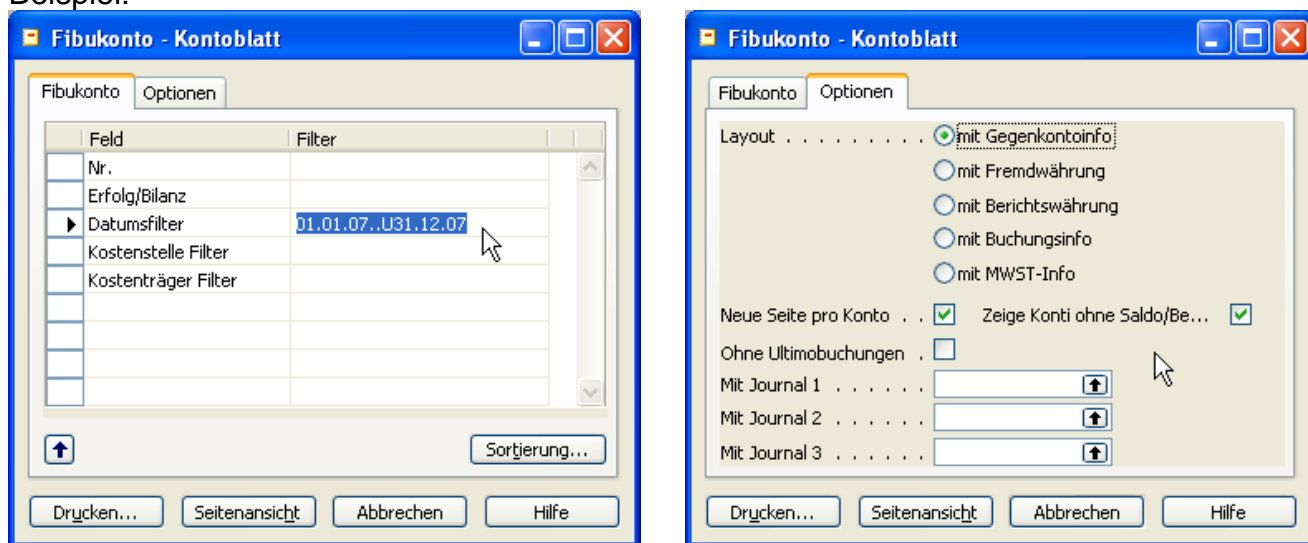 Beispiel:
Fibukonto - Kontoblatt
Fibukonto Optionen
Feld Filter
Nr.
Erfolg/Bilanz
Datumsfilter 01.01.07..U31.12.07
Kostenstelle Filter
Kostenträger Filter
Sortierung...
Drucken... Seitenansicht Abbrechen Hilfe
Fibukonto - Kontoblatt
Fibukonto Optionen
Layout . . . . . . . . . . mit Gegenkontoinfo
mit Fremdwährung
mit Berichtswährung
mit Buchungsinfo
mit MWST-Info
Neue Seite pro Konto . . Zeige Konti ohne Saldo/Be...
Ohne Ultimobuchungen .
Mit Journal 1 . . . . . .
Mit Journal 2 . . . . . .
Mit Journal 3 . . . . . .
Drucken... Seitenansicht Abbrechen Hilfe